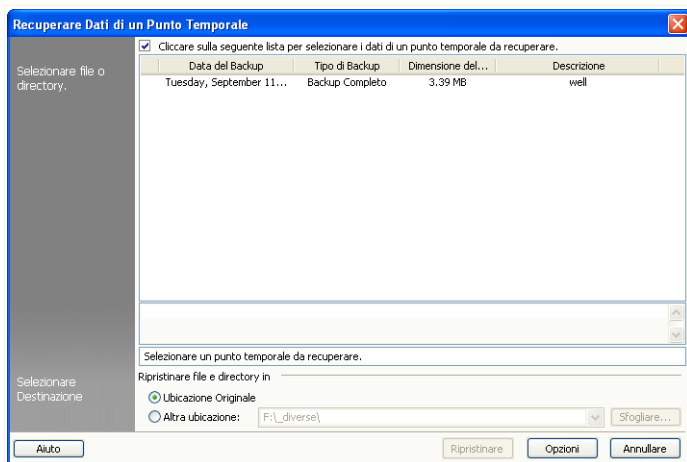 Recuperare Dati di un Punto Temporale
Cliccare sulla seguente lista per selezionare i dati di un punto temporale da recuperare.
Selezionare file o
directory.
Data del Backup Tipo di Backup Dimensione del... Descrizione
Tuesday, September 11... Backup Completo 3.39 MB well
Selezionare un punto temporale da recuperare.
Selezionare
Destinazione
Ripristinare file e directory in
Ubicazione Originale
Altra ubicazione: F:\_diverse\ Sfogliare...
Aiuto Ripristinare Opzioni Annullare